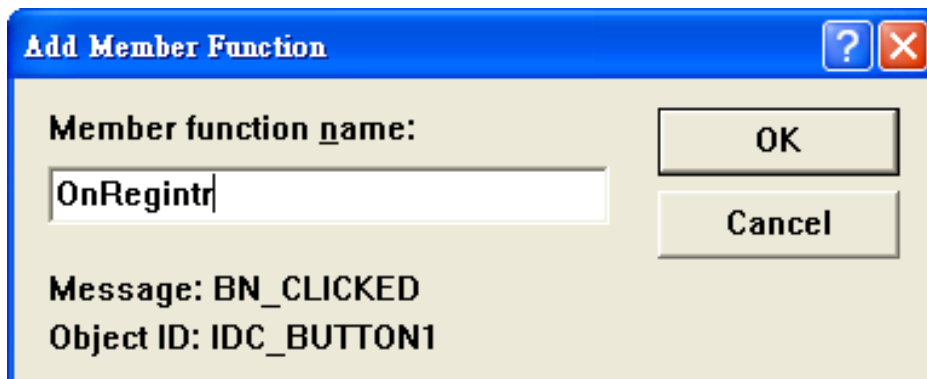 Add Member Function
Member function name:
OK
OnRegintr
Cancel
Message: BN_CLICKED
Object ID: IDC_BUTTON1